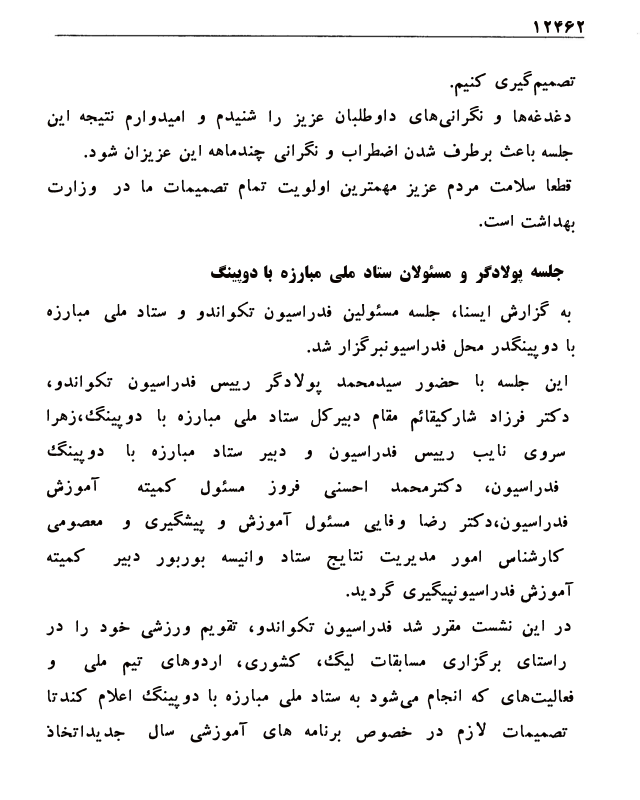 ۱۲۴۶۲
تصمیم‌گیری کنیم.
دغدغه‌ها و نگرانی‌های داوطلبان عزیز را شنیدم و امیدوارم نتیجه این
جلسه باعث برطرف شدن اضطراب و نگرانی چندماهه این عزیزان شود.
قطعا سلامت مردم عزیز مهمترین اولویت تمام تصمیمات ما در وزارت
بهداشت است.
جلسه پولادگر و مسئولان ستاد ملی مبارزه با دوپینگ
به گزارش ایسنا، جلسه مسئولین فدراسیون تکواندو و ستاد ملی مبارزه
با دوپینگدر محل فدراسیونبرگزار شد.
این جلسه با حضور سیدمحمد پولادگر رییس فدراسیون تکواندو،
دکتر فرزاد شارکیقائم مقام دبیرکل ستاد ملی مبارزه با دوپینگ،زهرا
سروی نایب رییس فدراسیون و دبیر ستاد مبارزه با دوپینگ
فدراسیون، دکترمحمد احسنی فروز مسئول کمیته آموزش
فدراسیون،دکتر رضا وفایی مسئول آموزش و پیشگیری و معصومی
کارشناس امور مدیریت نتایج ستاد وانیسه بوربور دبیر کمیته
آموزش فدراسیونپیگیری گردید.
در این نشست مقرر شد فدراسیون تکواندو، تقویم ورزشی خود را در
راستای برگزاری مسابقات لیگ، کشوری، اردوهای تیم ملی و
فعالیت‌های که انجام می‌شود به ستاد ملی مبارزه با دوپینگ اعلام کندتا
تصمیمات لازم در خصوص برنامه های آموزشی سال جدیداتخاذ